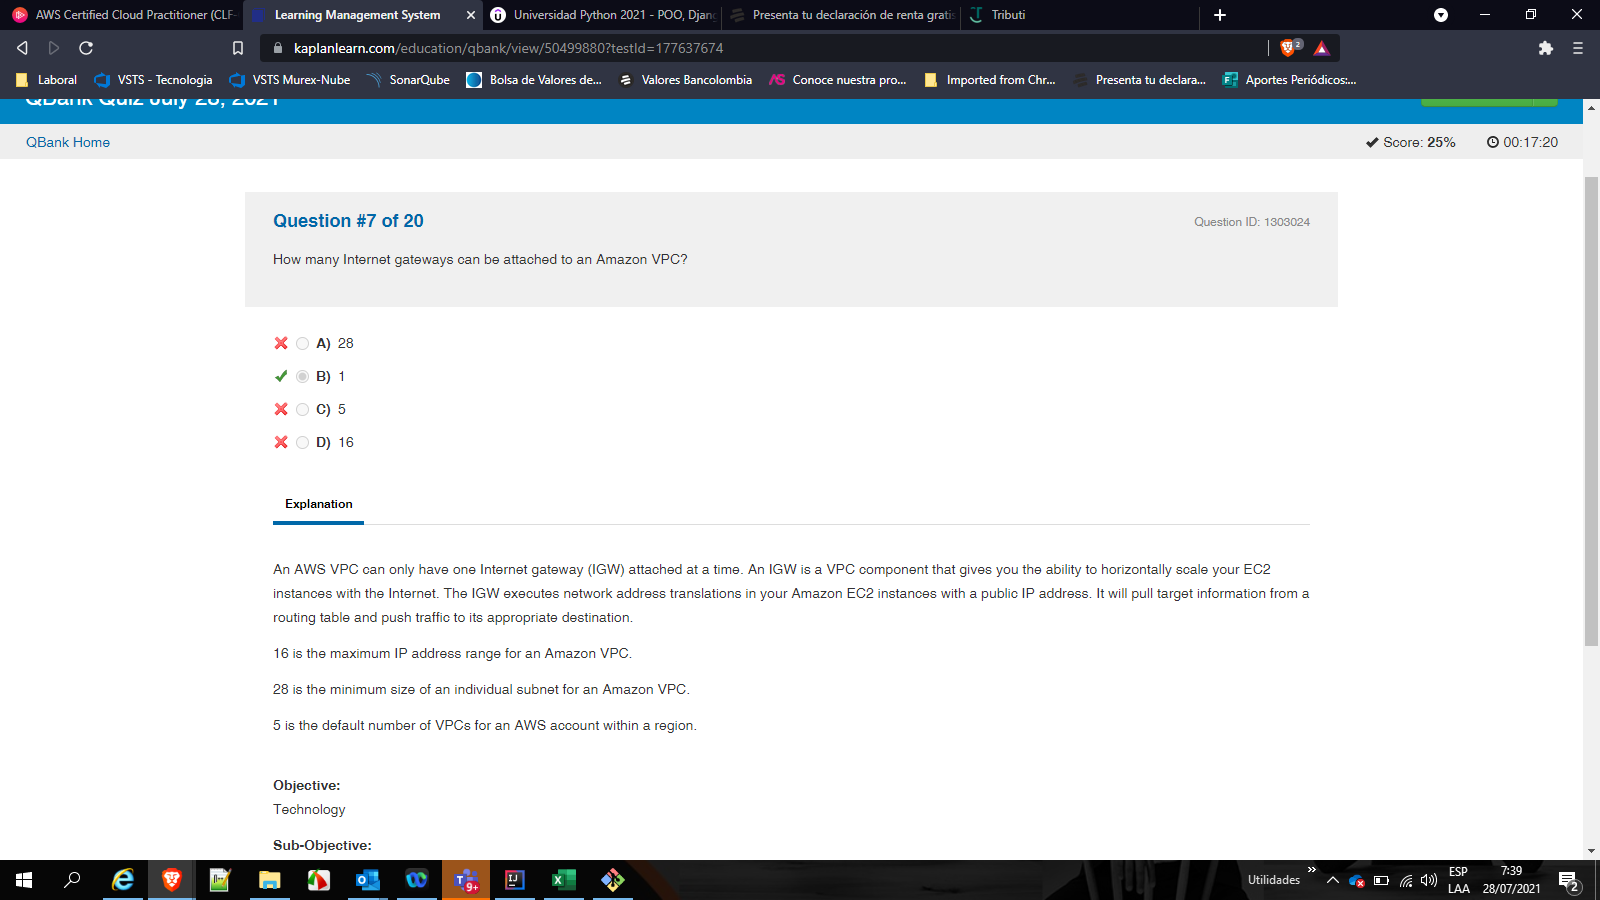 AWS Certified Cloud Practitioner (CLF-
Learning Management System
Universidad Python 2021 - POO, Djang
Presenta tu declaración de renta gratis
Tributi
kaplanlearn.com/education/qbank/view/50499880?testId=177637674
2
Laboral
VSTS - Tecnologia
VSTS Murex-Nube
SonarQube
Bolsa de Valores de...
Valores Bancolombia
Conoce nuestra pro...
Imported from Chr...
Presenta tu declara...
Aportes Periódicos:...
QBank Quiz July 28, 2021
QBank Home
Score: 25%
00:17:20
Question #7 of 20
Question ID: 1303024
How many Internet gateways can be attached to an Amazon VPC?
A) 28
B) 1
C) 5
D) 16
Explanation
An AWS VPC can only have one Internet gateway (IGW) attached at a time. An IGW is a VPC component that gives you the ability to horizontally scale your EC2
instances with the Internet. The IGW executes network address translations in your Amazon EC2 instances with a public IP address. It will pull target information from a
routing table and push traffic to its appropriate destination.
16 is the maximum IP address range for an Amazon VPC.
28 is the minimum size of an individual subnet for an Amazon VPC.
5 is the default number of VPCs for an AWS account within a region.
Objective:
Technology
Sub-Objective:
9+
Utilidades
ESP
LAA
7:39
28/07/2021
2